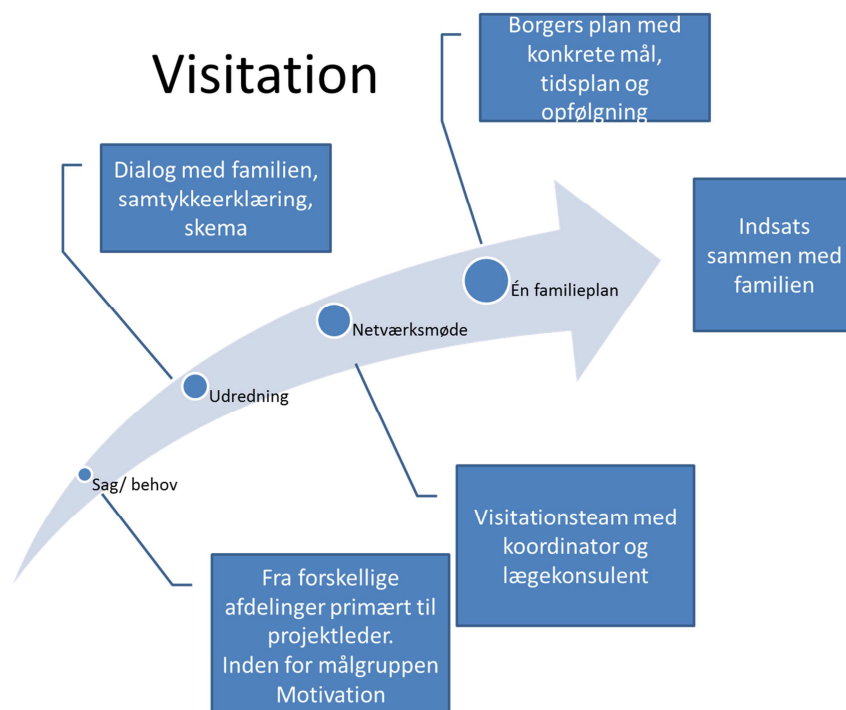 Visitation
Borgers plan med
konkrete mål,
tidsplan og
opfølgning
Dialog med familien,
samtykkeerklæring,
skema
Indsats
sammen med
familien
Én familieplan
Netværksmøde
Udredning
Sag/ behov
Visitationsteam med
koordinator og
lægekonsulent
Fra forskellige
afdelinger primært til
projektleder.
Inden for målgruppen
Motivation